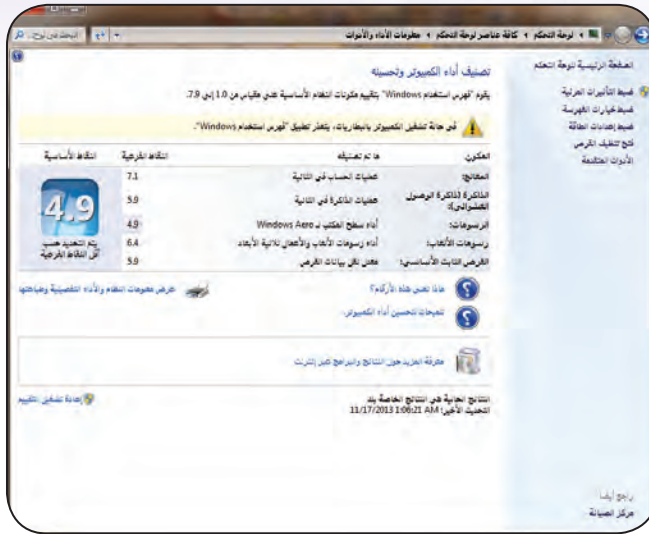 لوحة التحكم ‹ كافة عناصر لوحة التحكم ‹ معلومات الأداء والأدوات
الصفحة الرئيسية للوحة التحكم
ضبط التأثيرات المرئية
ضبط خيارات الفهرسة
ضبط إعدادات الطاقة
فتح تنظيف القرص
الأدوات المتقدمة
تصنيف أداء الكمبيوتر وتحسينه
يقوم "فهرس استخدام Windows" بتقييم مكونات النظام الأساسية على مقياس من 1.0 إلى 7.9.
في حالة تشغيل الكمبيوتر بالبطاريات، يتعذر تطبيق "فهرس استخدام Windows".
المكون ما تم تصنيفه النقاط الفرعية النقاط الأساسية
المعالج: عمليات الحساب في الثانية 7.1
الذاكرة (ذاكرة الوصول العشوائي): عمليات الذاكرة في الثانية 5.9
الرسومات: أداء سطح المكتب لـ Windows Aero 4.9
رسومات الألعاب: أداء رسومات الألعاب والأعمال ثلاثية الأبعاد 6.4
القرص الثابت الأساسي: معدل نقل بيانات القرص 5.9
4.9
يتم التحديد حسب
أقل النقاط الفرعية
ماذا تعني هذه الأرقام؟
عرض معلومات النظام والأداء التفصيلية وطباعتها
تلميحات لتحسين أداء الكمبيوتر.
معرفة المزيد حول النتائج والبرامج عبر إنترنت
النتائج الحالية هي النتائج الخاصة بك
التحديث الأخير: 11/17/2013 1:06:21 AM
إعادة تشغيل التقييم
راجع أيضا
مركز الصيانة